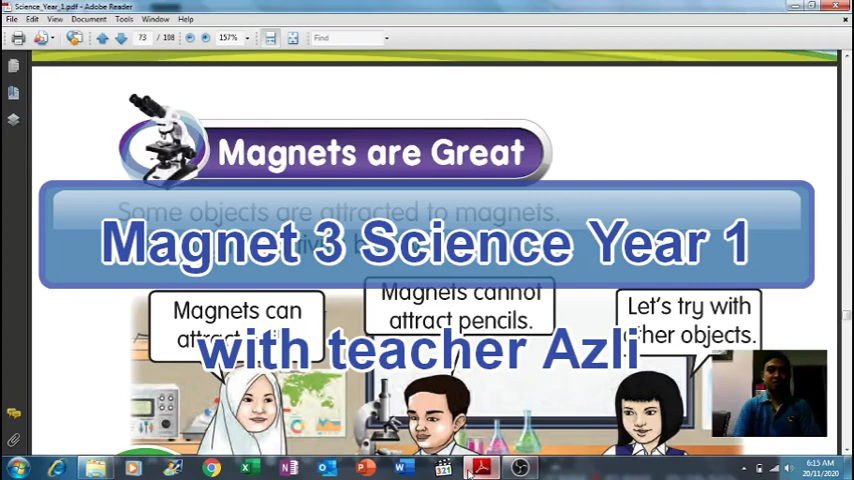 Science_Year_1.pdf - Adobe Reader
File Edit View Document Tools Window Help
73 / 108 157% Find
Magnets are Great
Some objects are attracted to magnets.
Magnet 3 Science Year 1
Magnets can
attract
Magnets cannot
attract pencils.
Let's try with
other objects.
with teacher Azli
6:15 AM
20/11/2020